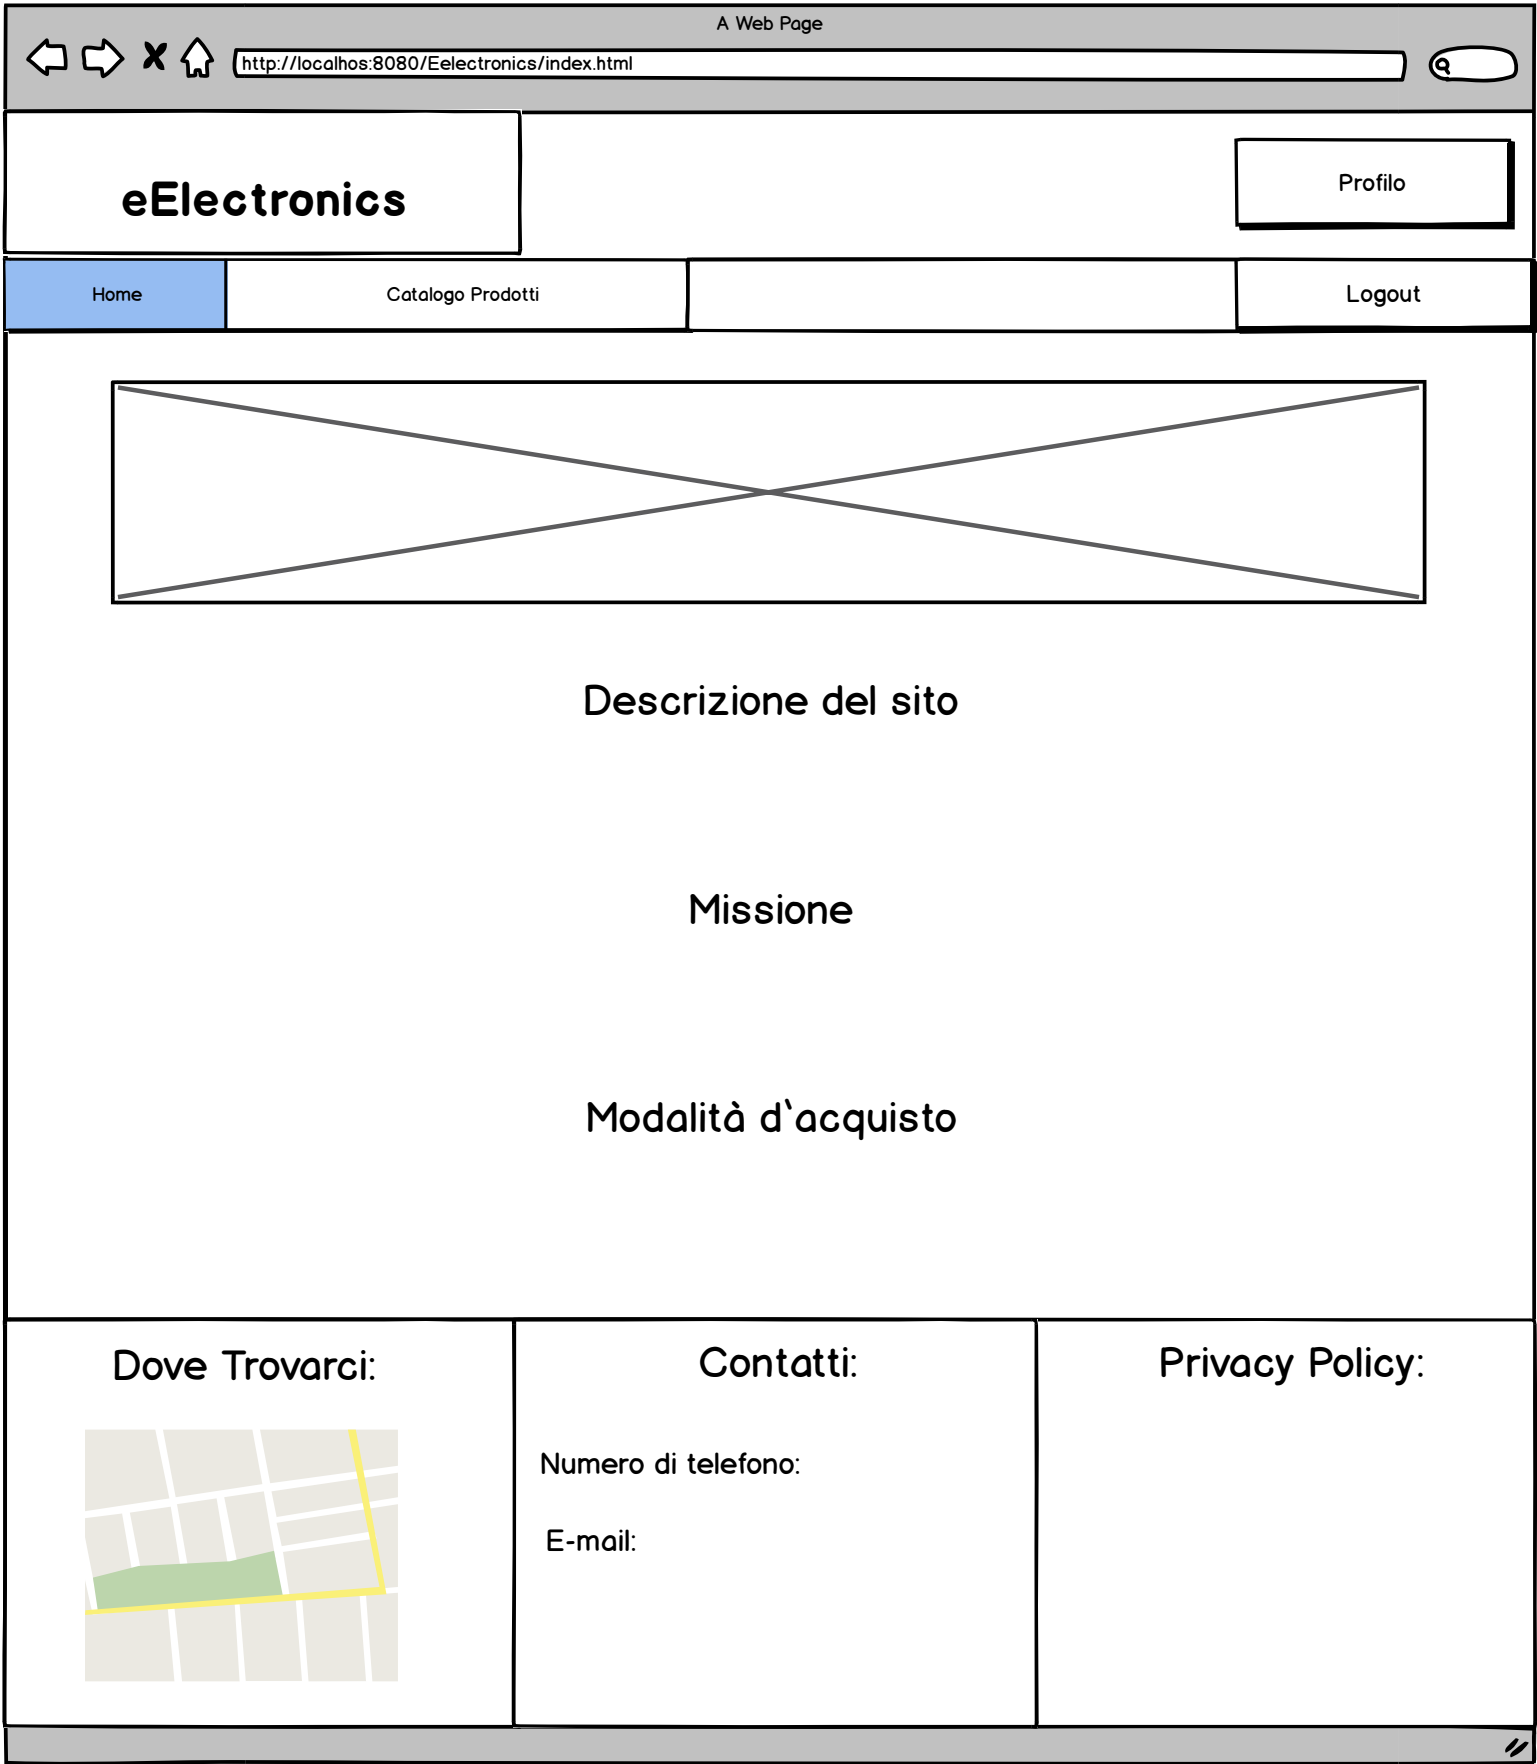 A Web Page
http://localhos:8080/Eelectronics/index.html
eElectronics
Profilo
Home
Catalogo Prodotti
Logout
Descrizione del sito
Missione
Modalità d'acquisto
Dove Trovarci:
Contatti:
Privacy Policy:
Numero di telefono:
E-mail: